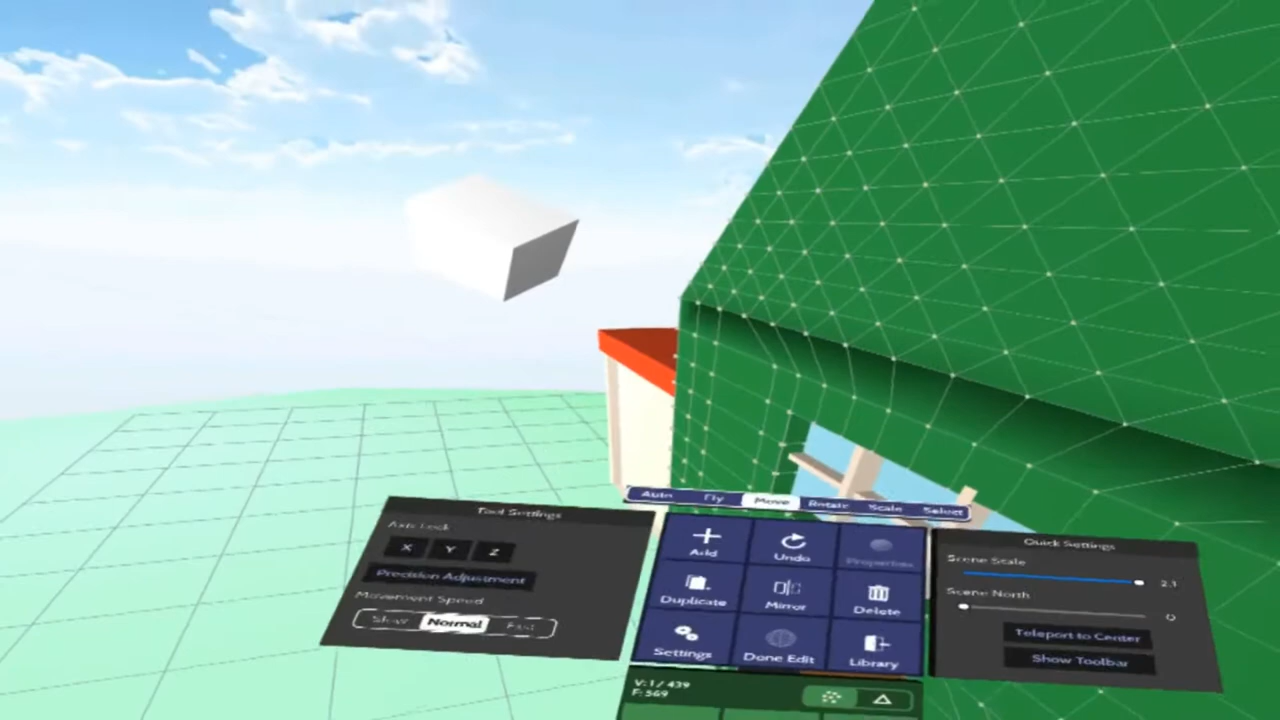 Auto Fly Move Rotate Scale Select
Tool Settings
Axis Lock
X Y Z
Precision Adjustment
Movement Speed
Slow Normal Fast
Add Undo Properties
Duplicate Mirror Delete
Settings Done Edit Library
V:1/ 439
F: 569
Quick Settings
Scene Scale
2.1
Scene North
0
Teleport to Center
Show Toolbar